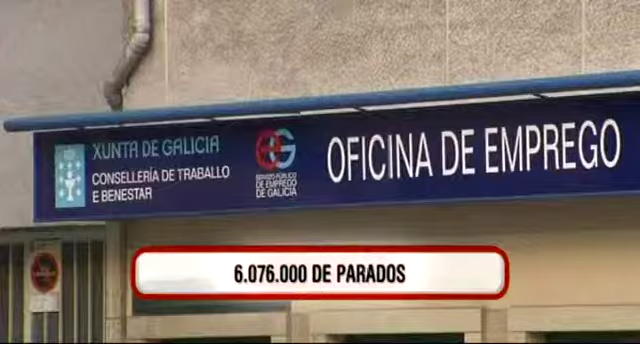 XUNTA DE GALICIA
CONSELLERÍA DE TRABALLO
E BENESTAR
SERVIZO PÚBLICO
DE EMPREGO
DE GALICIA
OFICINA DE EMPREGO
6.076.000 DE PARADOS